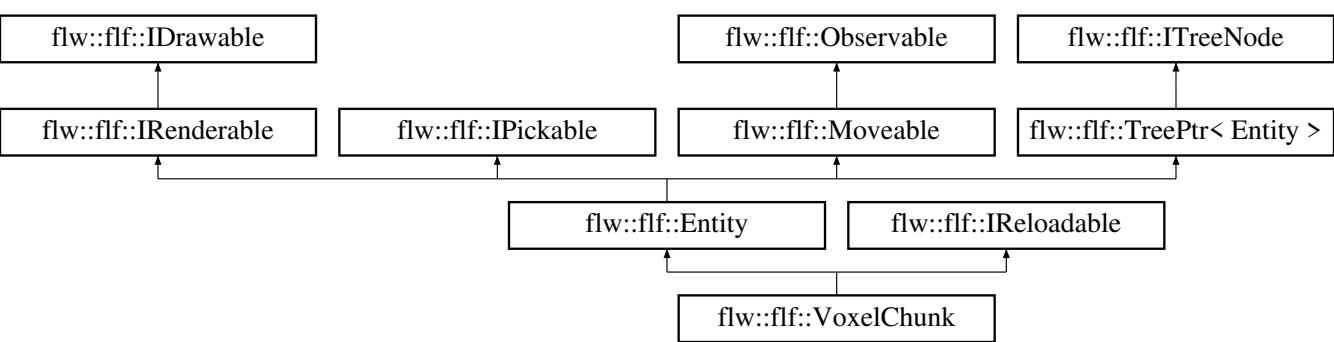 flw::flf::IDrawable
flw::flf::Observable
flw::flf::ITreeNode
flw::flf::IRenderable
flw::flf::IPickable
flw::flf::Moveable
flw::flf::TreePtr< Entity >
flw::flf::Entity
flw::flf::IReloadable
flw::flf::VoxelChunk